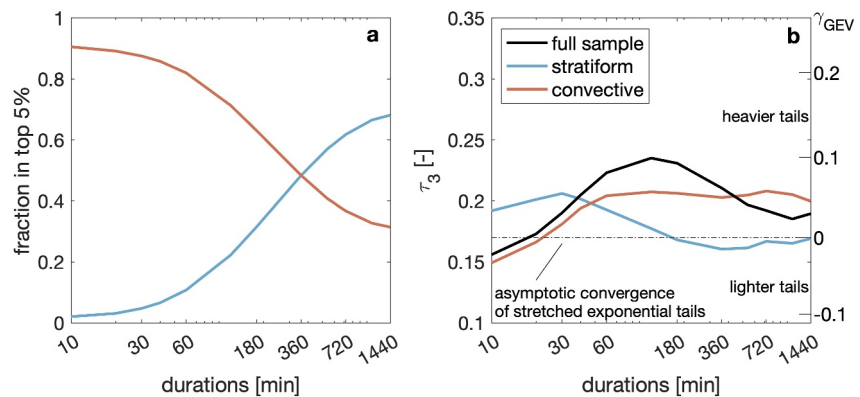 a
fraction in top 5%
1
0.8
0.6
0.4
0.2
0
10
30
60
180
360
720
1440
durations [min]
b
full sample
stratiform
convective
τ3 [-]
0.35
0.3
0.25
0.2
0.15
0.1
γGEV
0.2
heavier tails
0.1
0
lighter tails
-0.1
asymptotic convergence
of stretched exponential tails
10
30
60
180
360
720
1440
durations [min]